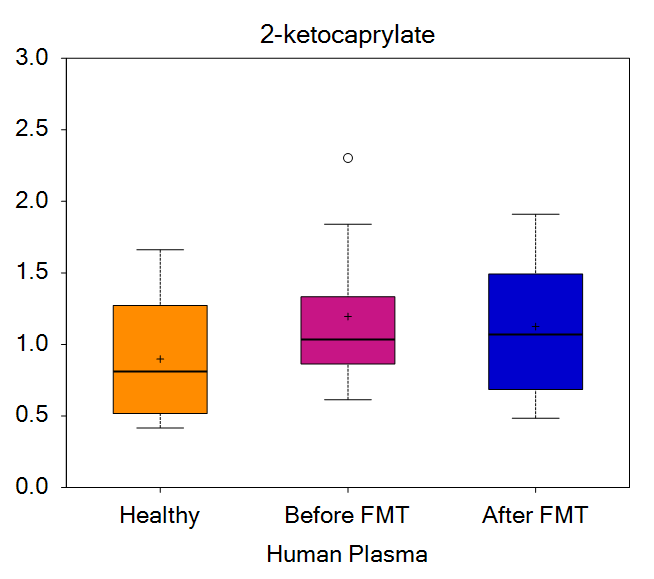 2-ketocaprylate
3.0
2.5
2.0
1.5
1.0
0.5
0.0
Healthy
Before FMT
After FMT
Human Plasma